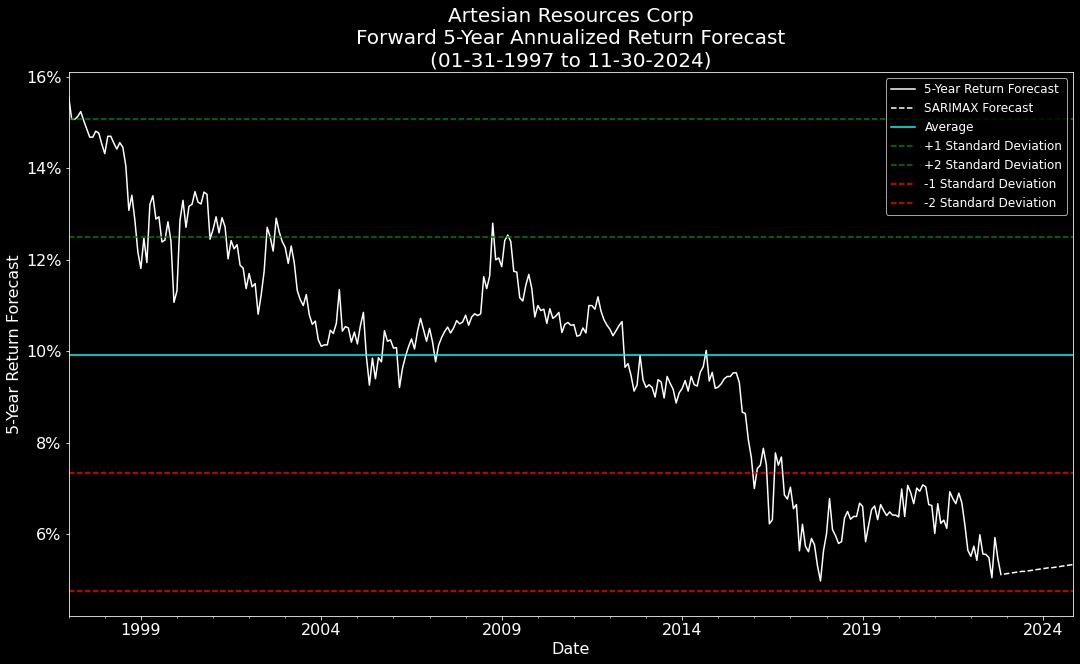 Artesian Resources Corp
Forward 5-Year Annualized Return Forecast
(01-31-1997 to 11-30-2024)
5-Year Return Forecast
SARIMAX Forecast
Average
+1 Standard Deviation
+2 Standard Deviation
-1 Standard Deviation
-2 Standard Deviation
16%
14%
12%
10%
8%
6%
5-Year Return Forecast
1999 2004 2009 2014 2019 2024
Date